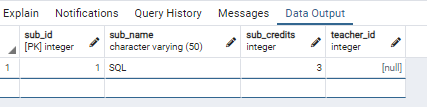 Explain Notifications Query History Messages Data Output
sub_id sub_name sub_credits teacher_id
[PK] integer character varying (50) integer integer
1 1 SQL 3 [null]